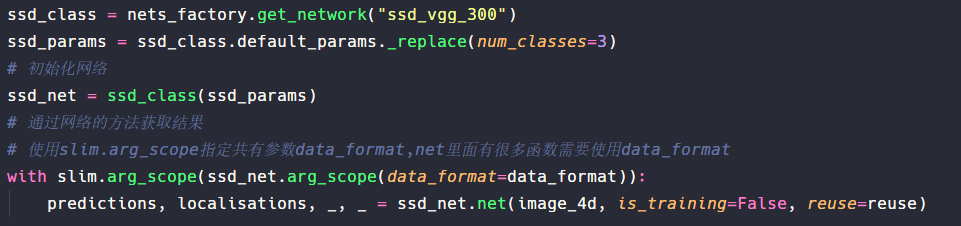 ssd_class = nets_factory.get_network("ssd_vgg_300")
ssd_params = ssd_class.default_params._replace(num_classes=3)
# 初始化网络
ssd_net = ssd_class(ssd_params)
# 通过网络的方法获取结果
# 使用slim.arg_scope指定共有参数data_format,net里面有很多函数需要使用data_format
with slim.arg_scope(ssd_net.arg_scope(data_format=data_format)):
    predictions, localisations, _, _ = ssd_net.net(image_4d, is_training=False, reuse=reuse)